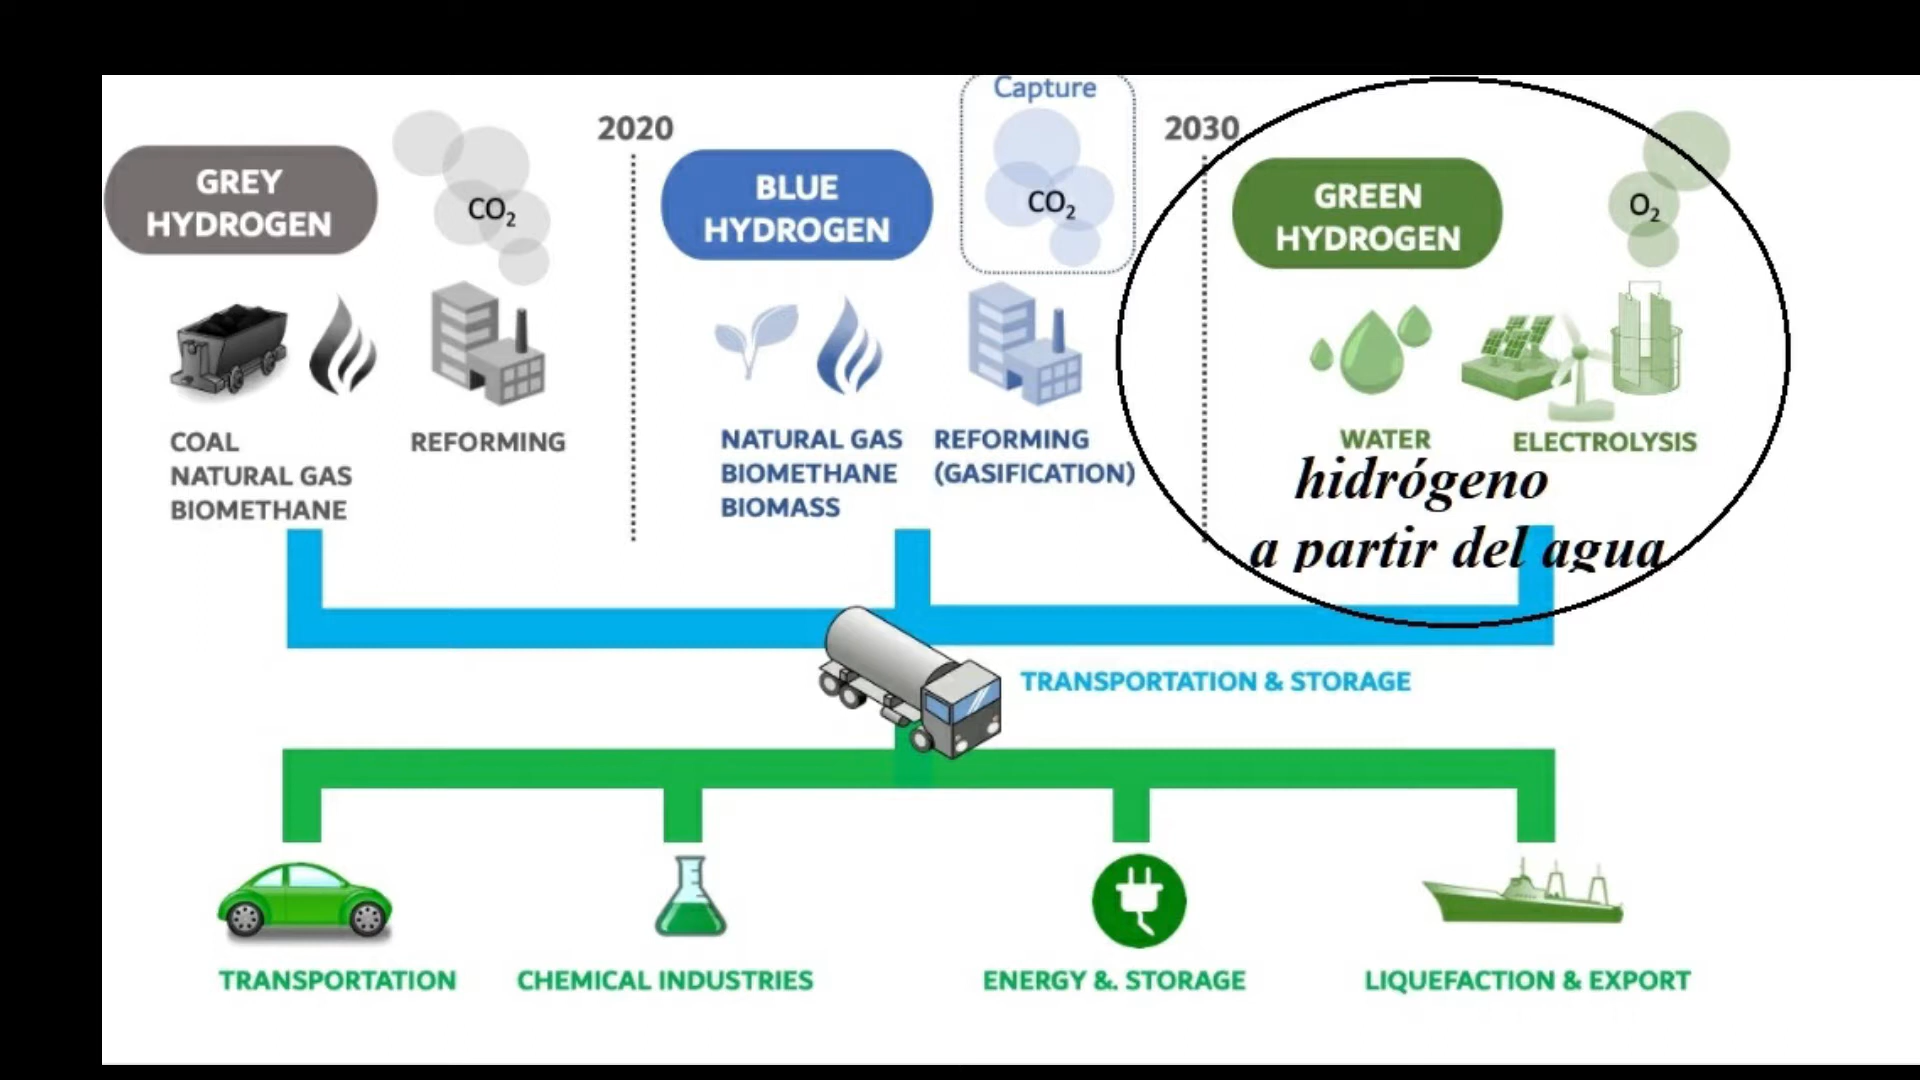 Capture
2020
2030
GREY
HYDROGEN
CO₂
BLUE
HYDROGEN
CO₂
GREEN
HYDROGEN
O₂
COAL
NATURAL GAS
BIOMETHANE
REFORMING
NATURAL GAS
BIOMETHANE
BIOMASS
REFORMING
(GASIFICATION)
WATER
ELECTROLYSIS
hidrógeno
a partir del agua
TRANSPORTATION & STORAGE
TRANSPORTATION
CHEMICAL INDUSTRIES
ENERGY &. STORAGE
LIQUEFACTION & EXPORT